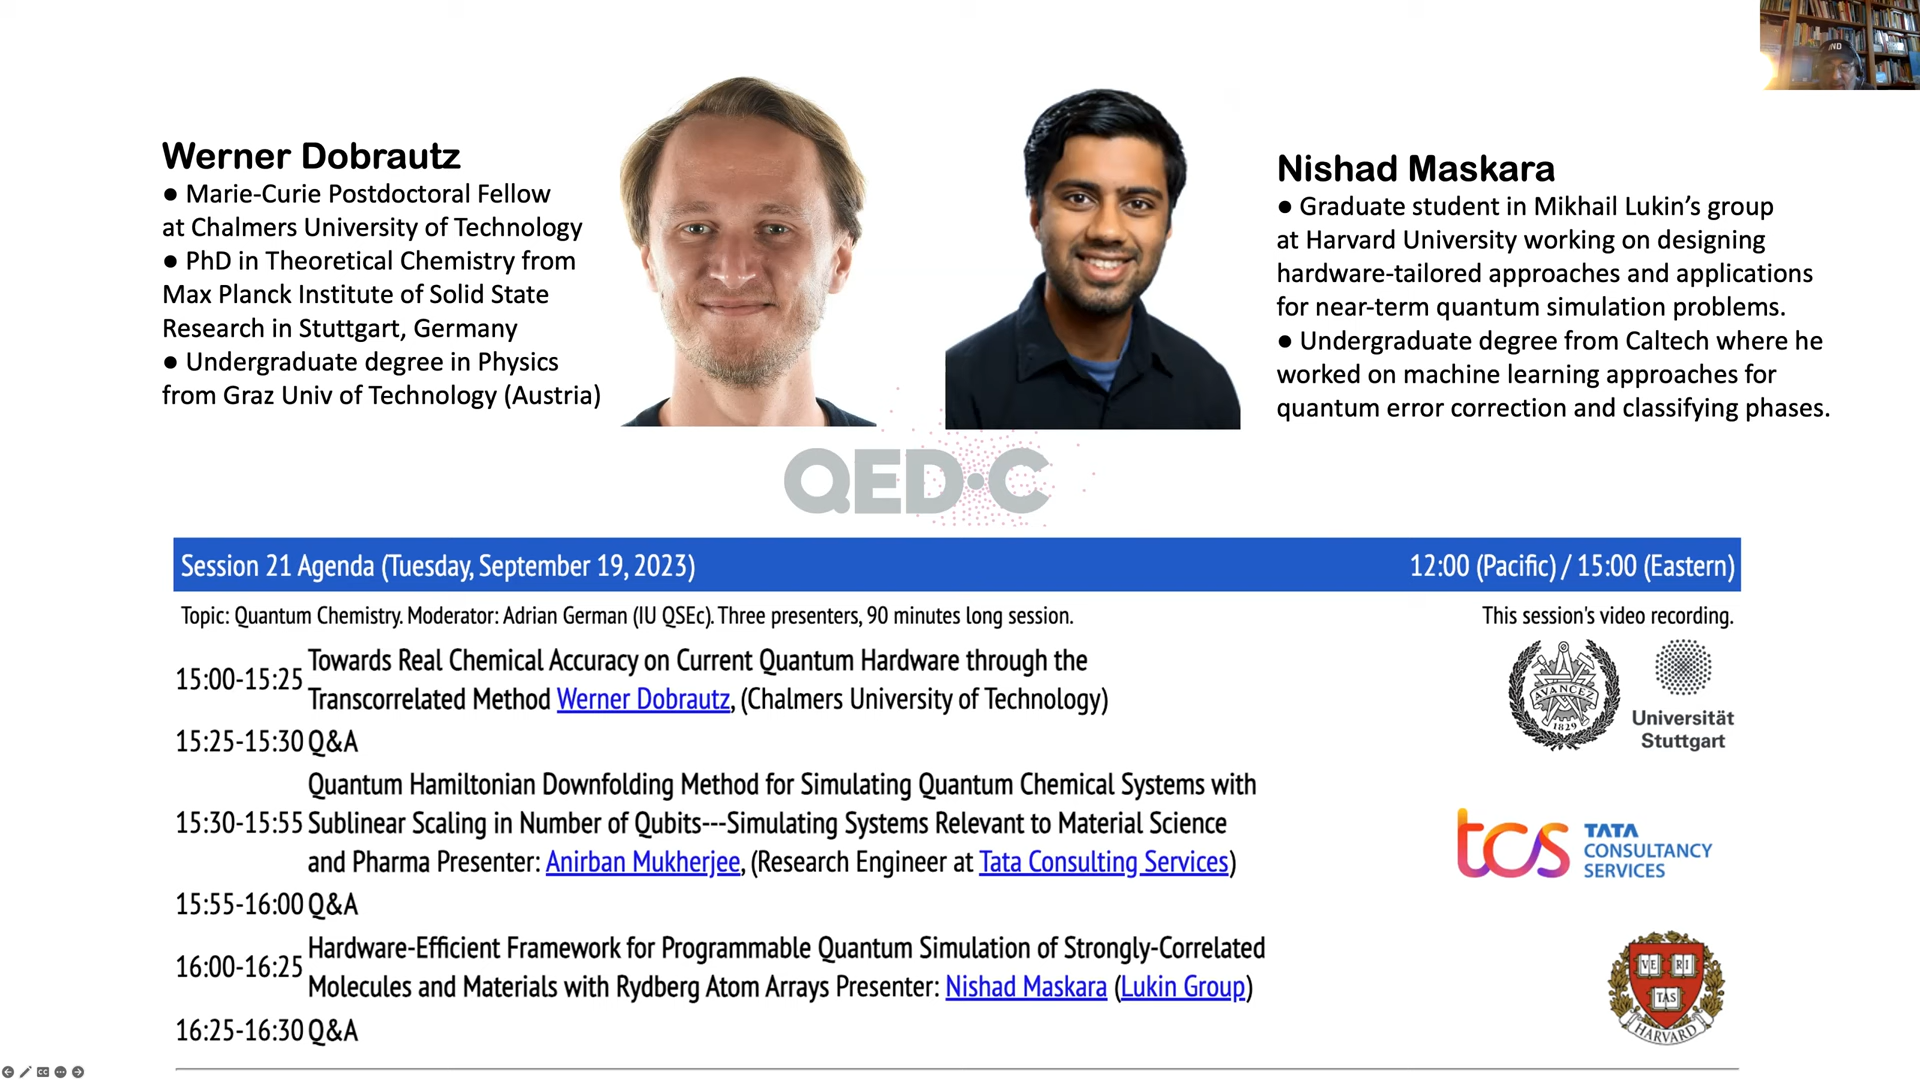 Werner Dobrautz
● Marie-Curie Postdoctoral Fellow
at Chalmers University of Technology
● PhD in Theoretical Chemistry from
Max Planck Institute of Solid State
Research in Stuttgart, Germany
● Undergraduate degree in Physics
from Graz Univ of Technology (Austria)
Nishad Maskara
● Graduate student in Mikhail Lukin’s group
at Harvard University working on designing
hardware-tailored approaches and applications
for near-term quantum simulation problems.
● Undergraduate degree from Caltech where he
worked on machine learning approaches for
quantum error correction and classifying phases.
QED·C
Session 21 Agenda (Tuesday, September 19, 2023) 12:00 (Pacific) / 15:00 (Eastern)
Topic: Quantum Chemistry. Moderator: Adrian German (IU QSEc). Three presenters, 90 minutes long session. This session's video recording.
15:00-15:25 Towards Real Chemical Accuracy on Current Quantum Hardware through the
Transcorrelated Method Werner Dobrautz, (Chalmers University of Technology)
AVANCEZ
1829
Universität
Stuttgart
15:25-15:30 Q&A
Quantum Hamiltonian Downfolding Method for Simulating Quantum Chemical Systems with
15:30-15:55 Sublinear Scaling in Number of Qubits---Simulating Systems Relevant to Material Science
and Pharma Presenter: Anirban Mukherjee, (Research Engineer at Tata Consulting Services)
tcs TATA
CONSULTANCY
SERVICES
15:55-16:00 Q&A
16:00-16:25 Hardware-Efficient Framework for Programmable Quantum Simulation of Strongly-Correlated
Molecules and Materials with Rydberg Atom Arrays Presenter: Nishad Maskara (Lukin Group)
VE RI
TAS
HARVARD
16:25-16:30 Q&A